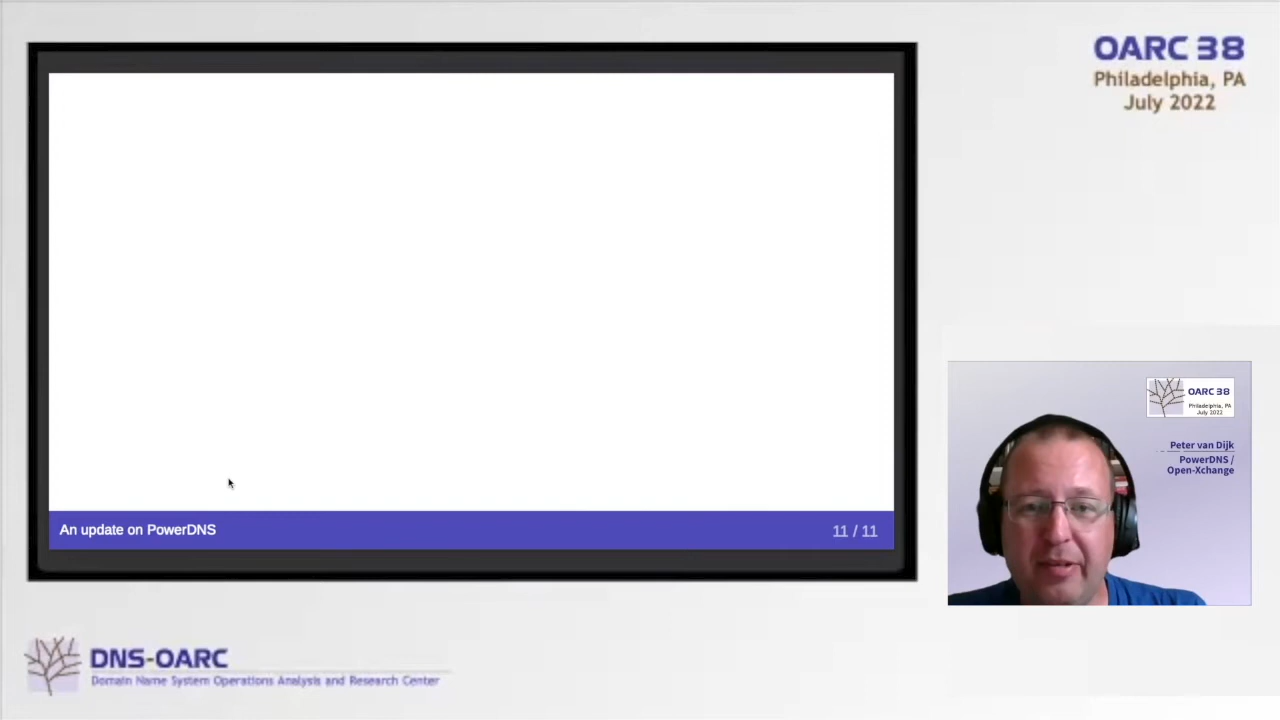 OARC 38
Philadelphia, PA
July 2022
OARC 38
Philadelphia, PA
July 2022
Peter van Dijk
PowerDNS /
Open-Xchange
An update on PowerDNS
11 / 11
DNS-OARC
Domain Name System Operations Analysis and Research Center